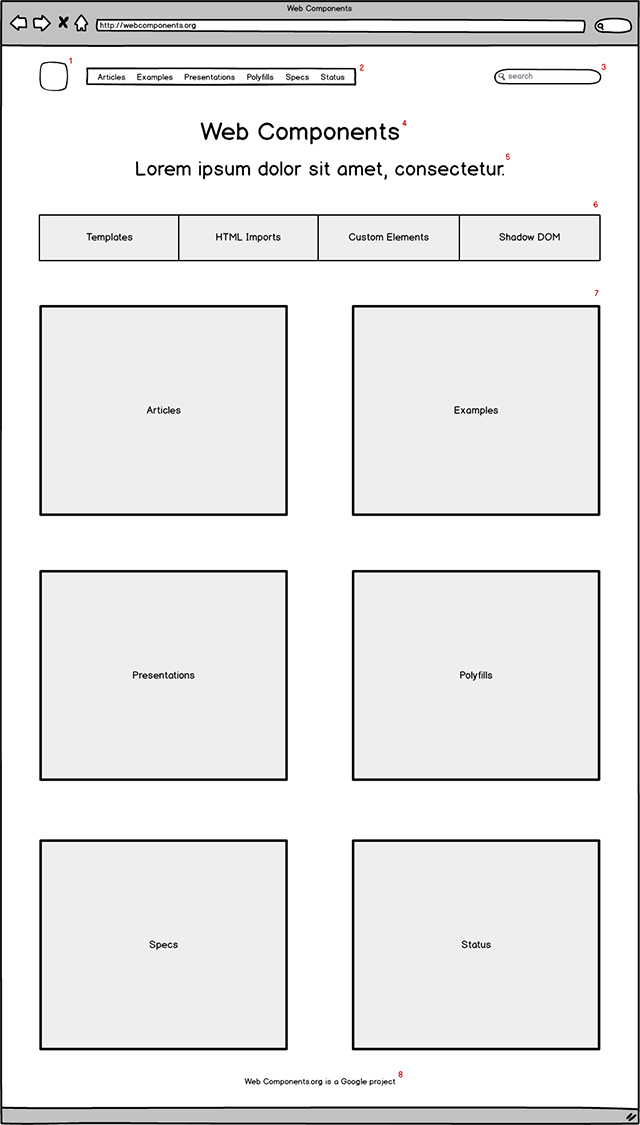 Web Components
http://webcomponents.org
1
2
3
Articles Examples Presentations Polyfills Specs Status
search
Web Components 4
Lorem ipsum dolor sit amet, consectetur. 5
6
Templates HTML Imports Custom Elements Shadow DOM
7
Articles Examples
Presentations Polyfills
Specs Status
Web Components.org is a Google project 8